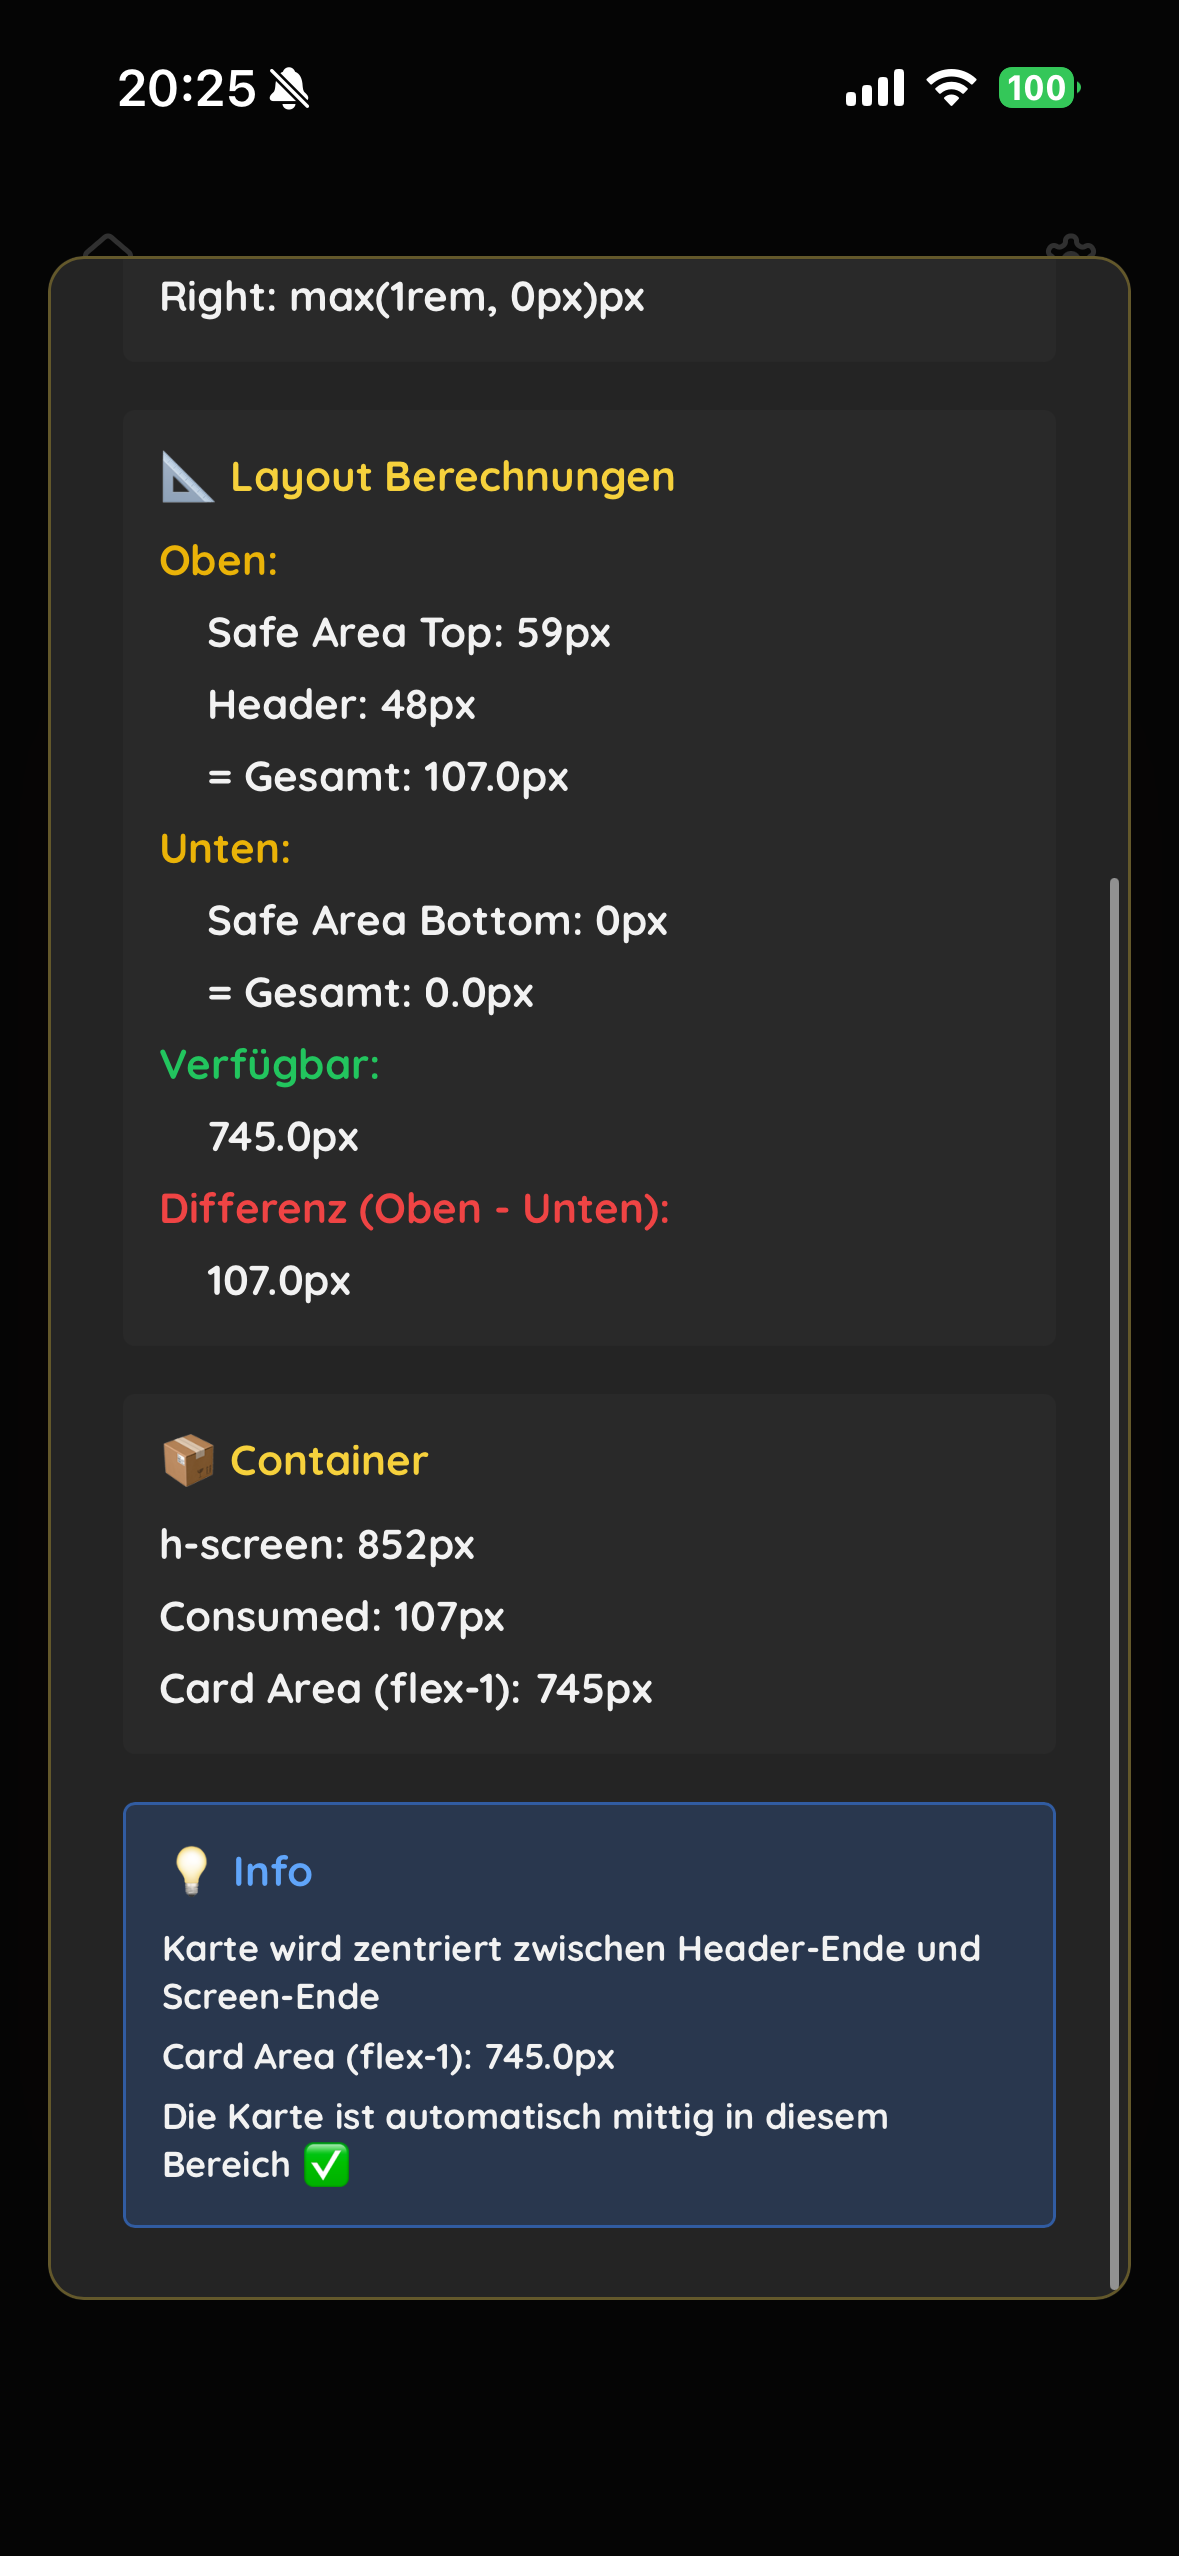 20:25
100
Right: max(1rem, 0px)px
📐 Layout Berechnungen
Oben:
Safe Area Top: 59px
Header: 48px
= Gesamt: 107.0px
Unten:
Safe Area Bottom: 0px
= Gesamt: 0.0px
Verfügbar:
745.0px
Differenz (Oben - Unten):
107.0px
📦 Container
h-screen: 852px
Consumed: 107px
Card Area (flex-1): 745px
💡 Info
Karte wird zentriert zwischen Header-Ende und
Screen-Ende
Card Area (flex-1): 745.0px
Die Karte ist automatisch mittig in diesem
Bereich ✅